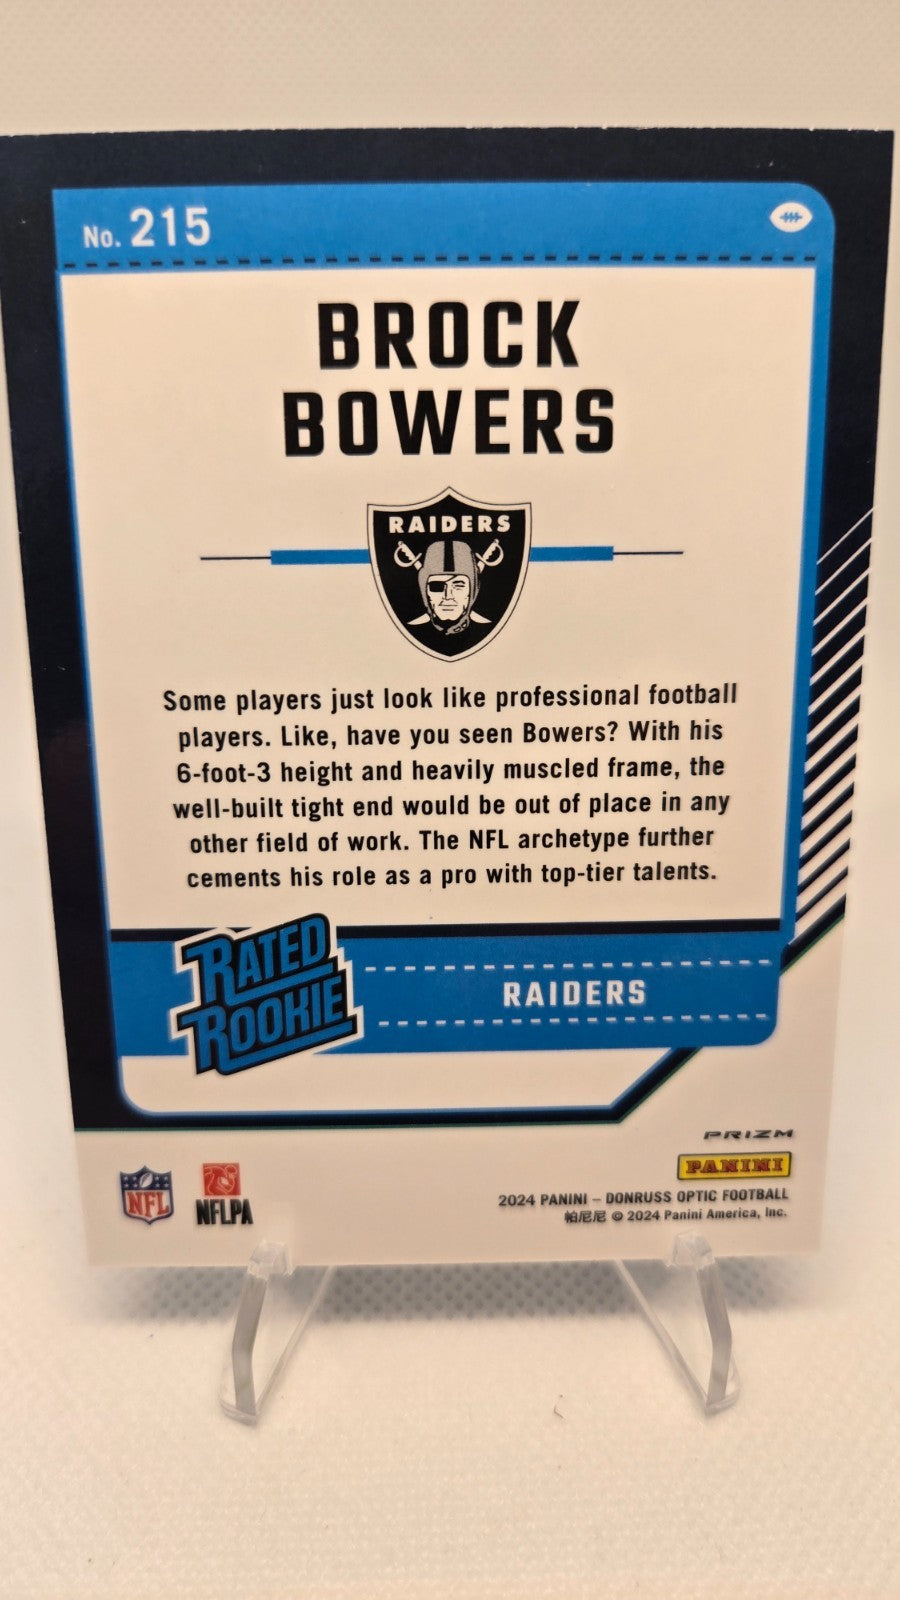 No. 215
BROCK
BOWERS
RAIDERS
Some players just look like professional football
players. Like, have you seen Bowers? With his
6-foot-3 height and heavily muscled frame, the
well-built tight end would be out of place in any
other field of work. The NFL archetype further
cements his role as a pro with top-tier talents.
RATED
ROOKIE
RAIDERS
PRIZM
PANINI
NFL
NFLPA
2024 PANINI – DONRUSS OPTIC FOOTBALL
帕尼尼 © 2024 Panini America, Inc.